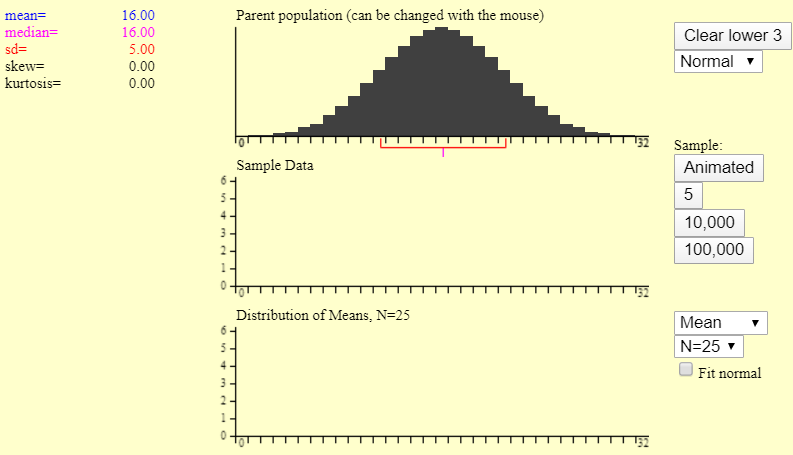 mean= 16.00
median= 16.00
sd= 5.00
skew= 0.00
kurtosis= 0.00
Parent population (can be changed with the mouse)
0 32
Clear lower 3
Normal ▼
Sample Data
6
5
4
3
2
1
0
0 32
Sample:
Animated
5
10,000
100,000
Distribution of Means, N=25
6
5
4
3
2
1
0
0 32
Mean ▼
N=25 ▼
Fit normal